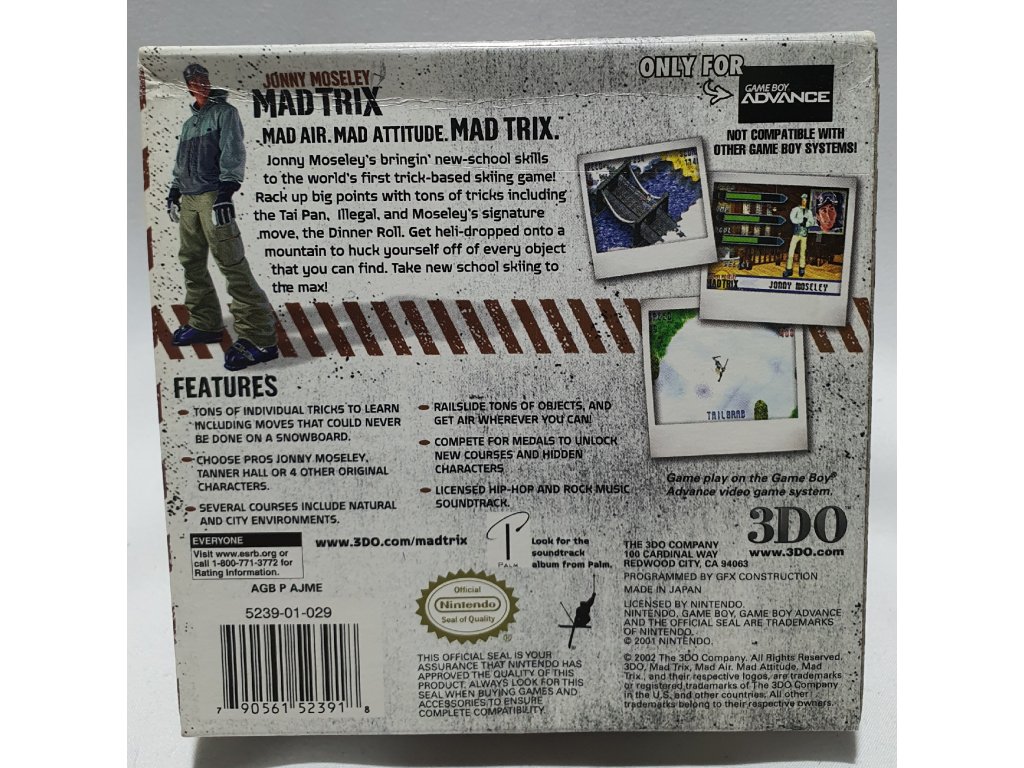 JONNY MOSELEY
MAD TRIX
MAD AIR. MAD ATTITUDE. MAD TRIX.™
Jonny Moseley's bringin' new-school skills
to the world's first trick-based skiing game!
Rack up big points with tons of tricks including
the Tai Pan, Illegal, and Moseley's signature
move, the Dinner Roll. Get heli-dropped onto a
mountain to huck yourself off of every object
that you can find. Take new school skiing to
the max!
ONLY FOR
GAME BOY
ADVANCE
NOT COMPATIBLE WITH
OTHER GAME BOY SYSTEMS!
MADTRIX
JONNY MOSELEY
TAILGRAB
Game play on the Game Boy®
Advance video game system.
FEATURES
TONS OF INDIVIDUAL TRICKS TO LEARN
INCLUDING MOVES THAT COULD NEVER
BE DONE ON A SNOWBOARD.
CHOOSE PROS JONNY MOSELEY,
TANNER HALL OR 4 OTHER ORIGINAL
CHARACTERS.
SEVERAL COURSES INCLUDE NATURAL
AND CITY ENVIRONMENTS.
RAILSLIDE TONS OF OBJECTS, AND
GET AIR WHEREVER YOU CAN!
COMPETE FOR MEDALS TO UNLOCK
NEW COURSES AND HIDDEN
CHARACTERS
LICENSED HIP-HOP AND ROCK MUSIC
SOUNDTRACK.
EVERYONE
Visit www.esrb.org or
call 1-800-771-3772 for
Rating Information.
AGB P AJME
5239-01-029
7 90561 52391 8
www.3DO.com/madtrix
PALM
Look for the
soundtrack
album from Palm.
Official
Nintendo
Seal of Quality
®
THIS OFFICIAL SEAL IS YOUR
ASSURANCE THAT NINTENDO HAS
APPROVED THE QUALITY OF THIS
PRODUCT. ALWAYS LOOK FOR THIS
SEAL WHEN BUYING GAMES AND
ACCESSORIES TO ENSURE
COMPLETE COMPATIBILITY.
3DO™
www.3DO.com
THE 3DO COMPANY
100 CARDINAL WAY
REDWOOD CITY, CA 94063
PROGRAMMED BY GFX CONSTRUCTION
MADE IN JAPAN
LICENSED BY NINTENDO.
NINTENDO, GAME BOY, GAME BOY ADVANCE
AND THE OFFICIAL SEAL ARE TRADEMARKS
OF NINTENDO.
© 2001 NINTENDO.
© 2002 The 3DO Company. All Rights Reserved.
3DO, Mad Trix, Mad Air. Mad Attitude. Mad
Trix., and their respective logos, are trademarks
or registered trademarks of The 3DO Company
in the U.S. and other countries. All other
trademarks belong to their respective owners.